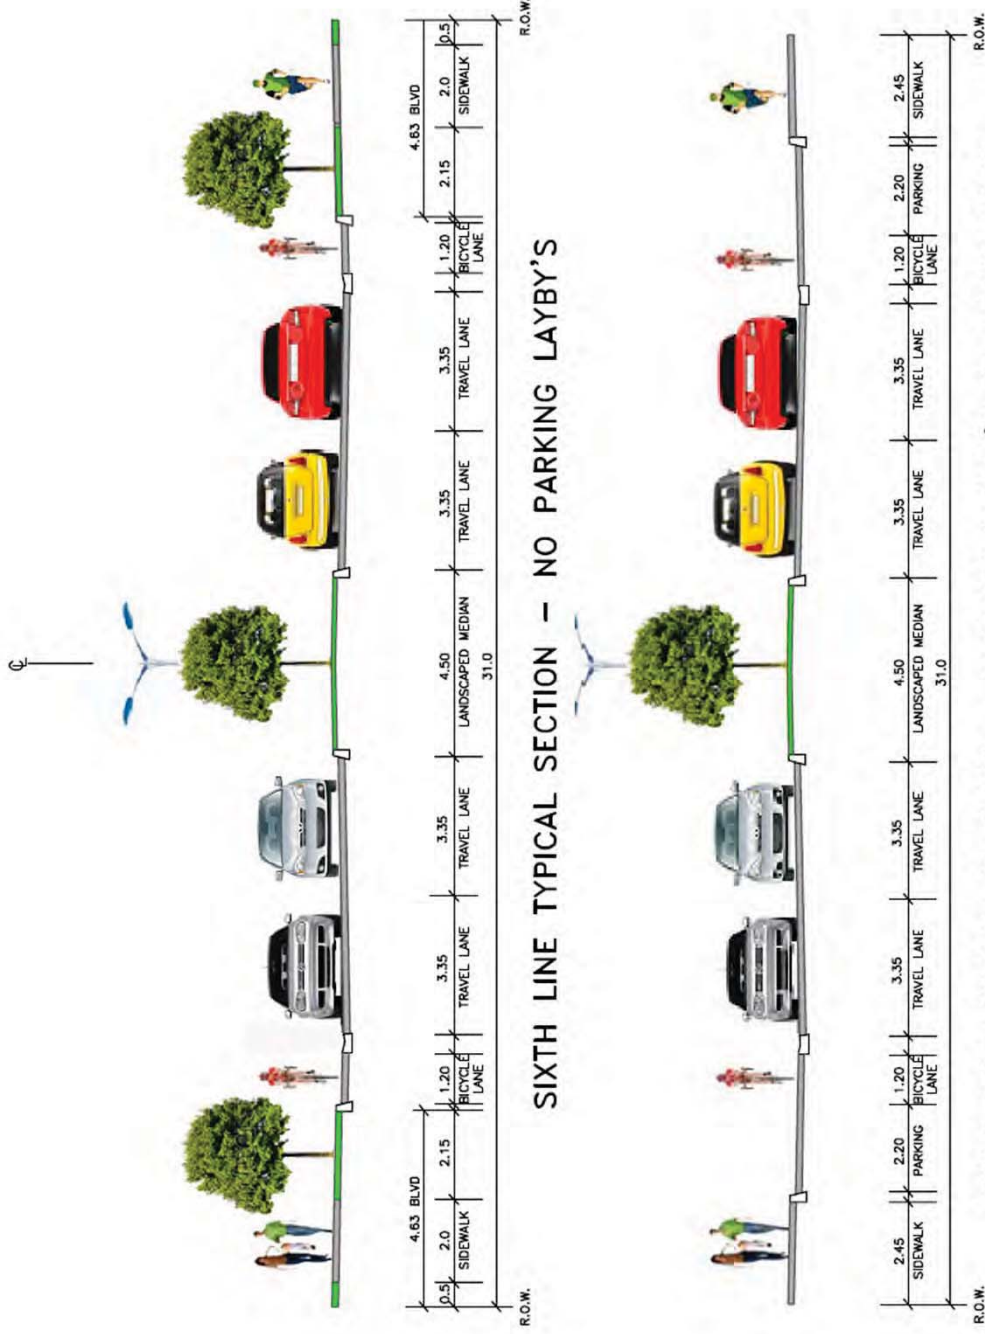 ℄
4.63 BLVD
4.63 BLVD
0.5 2.0 2.15 1.20 3.35 3.35 4.50 3.35 3.35 1.20 2.15 2.0 0.5
SIDEWALK BICYCLE LANE TRAVEL LANE TRAVEL LANE LANDSCAPED MEDIAN TRAVEL LANE TRAVEL LANE BICYCLE LANE SIDEWALK
31.0
R.O.W. R.O.W.
SIXTH LINE TYPICAL SECTION – NO PARKING LAYBY'S
2.45 2.20 1.20 3.35 3.35 4.50 3.35 3.35 1.20 2.20 2.45
SIDEWALK PARKING BICYCLE LANE TRAVEL LANE TRAVEL LANE LANDSCAPED MEDIAN TRAVEL LANE TRAVEL LANE BICYCLE LANE PARKING SIDEWALK
31.0
R.O.W. R.O.W.